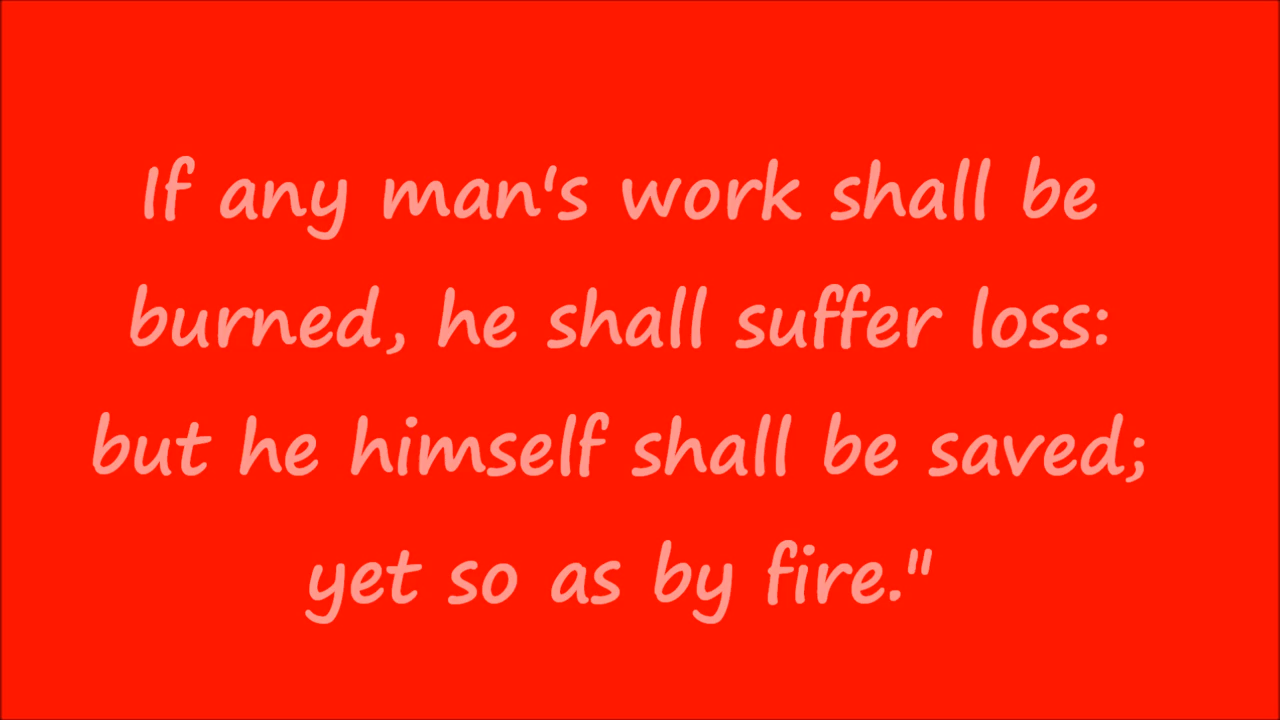 If any man's work shall be
burned, he shall suffer loss:
but he himself shall be saved;
yet so as by fire."